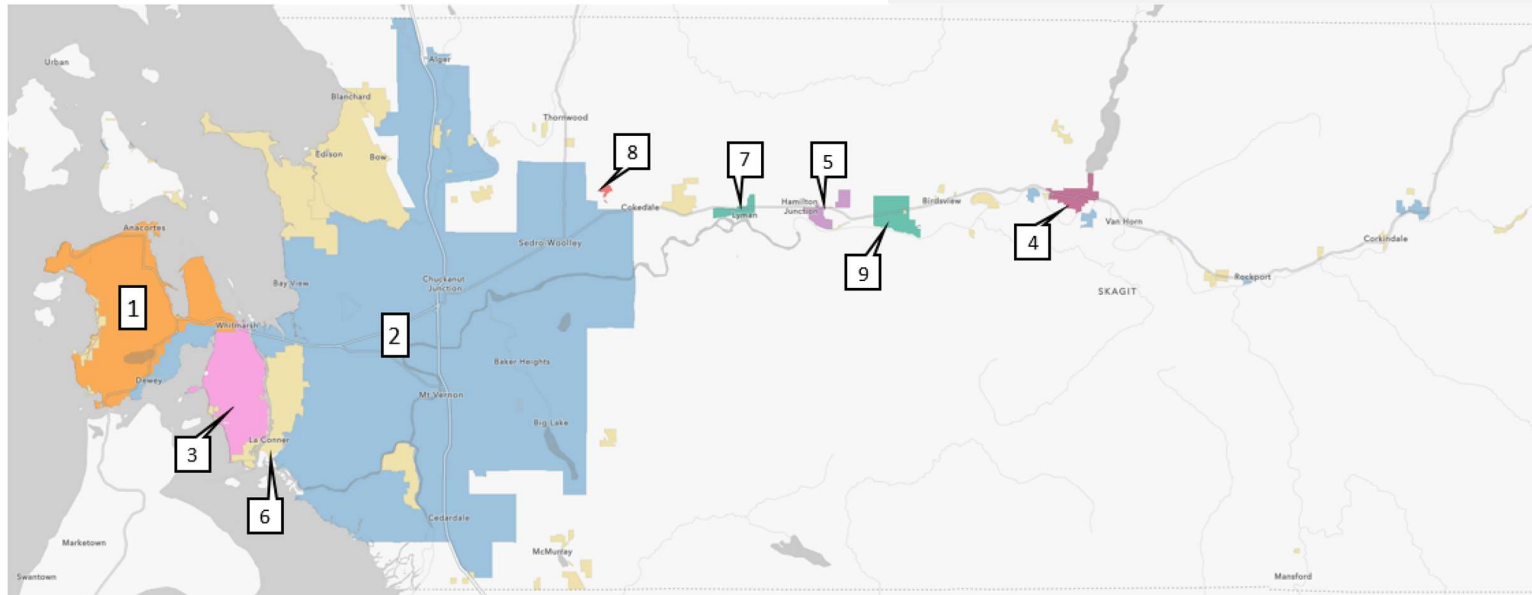 Urban
Alger
Blanchard
Thornwood
Edison
Bow
8
7
5
Hamilton
Junction
Birdsview
Cokedale
Lyman
Anacortes
Van Horn
Sedro-Woolley
4
Corkindale
9
Bay View
Chuckanut
Junction
Rockport
SKAGIT
1
Whitmarsh
2
Baker Heights
Dewey
Mt Vernon
Big Lake
La Conner
3
6
Cedardale
Marketown
McMurray
Swantown
Mansford